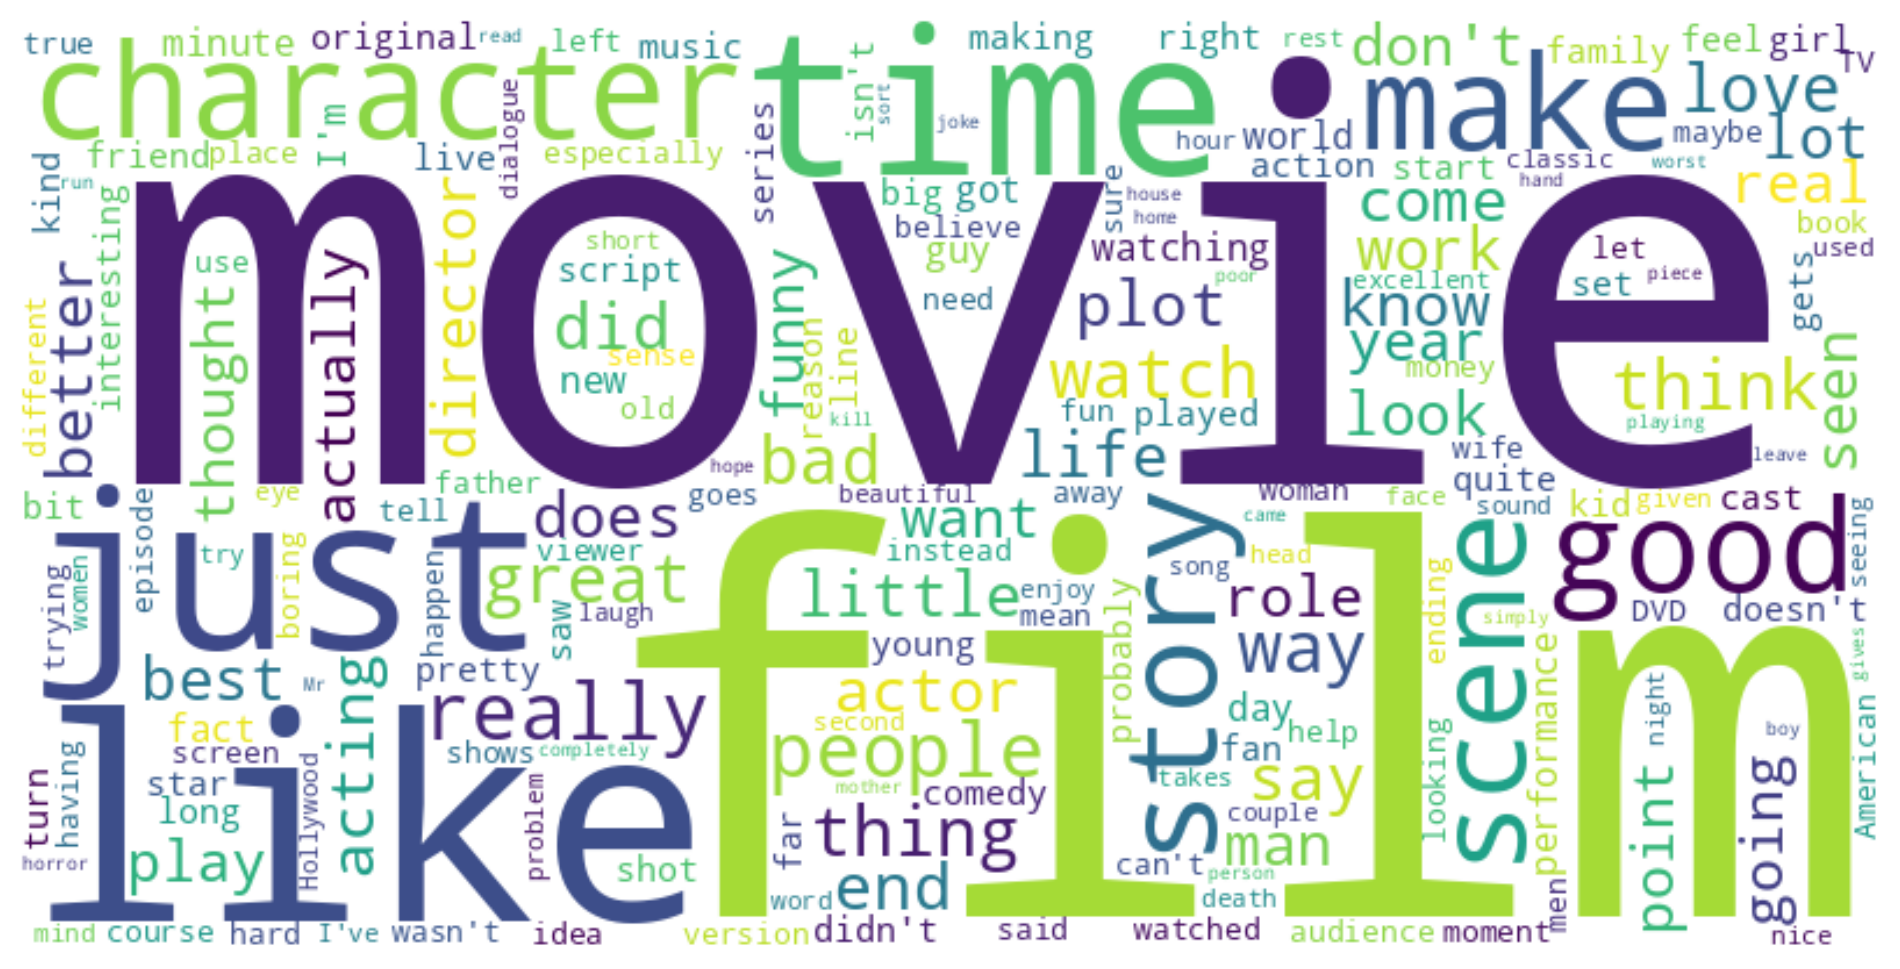 true
minute
original
read
left
music
making
right
rest
don't
family
feel
girl
TV
character
time
isn't
sort
joke
make
love
hour
world
maybe
lot
friend
place
I'm
live
dialogue
especially
series
action
start
classic
worst
kind
run
movie
big
got
sure
house
home
hand
come
real
interesting
use
actually
director
short
script
believe
guy
watching
work
let
book
used
better
thought
did
sense
new
old
funny
need
poor
plot
excellent
know
set
piece
gets
different
reason
line
kill
watch
year
money
think
seen
fun
played
look
playing
bad
life
wife
quite
leave
bit
episode
eye
father
tell
hope
goes
beautiful
away
woman
face
sound
kid
given
cast
seeing
just
does
want
story
came
scene
good
trying
women
try
boring
happen
viewer
great
saw
laugh
film
instead
little
enjoy
mean
probably
song
head
role
ending
simply
DVD
doesn't
gives
best
Mr
acting
pretty
really
young
way
performance
night
American
fact
screen
shows
completely
actor
second
people
day
help
fan
looking
point
boy
going
like
turn
having
star
long
Hollywood
problem
mother
comedy
takes
say
couple
horror
play
shot
far
thing
can't
man
person
word
end
death
men
mind
course
hard
I've
wasn't
idea
version
didn't
said
watched
audience
moment
nice